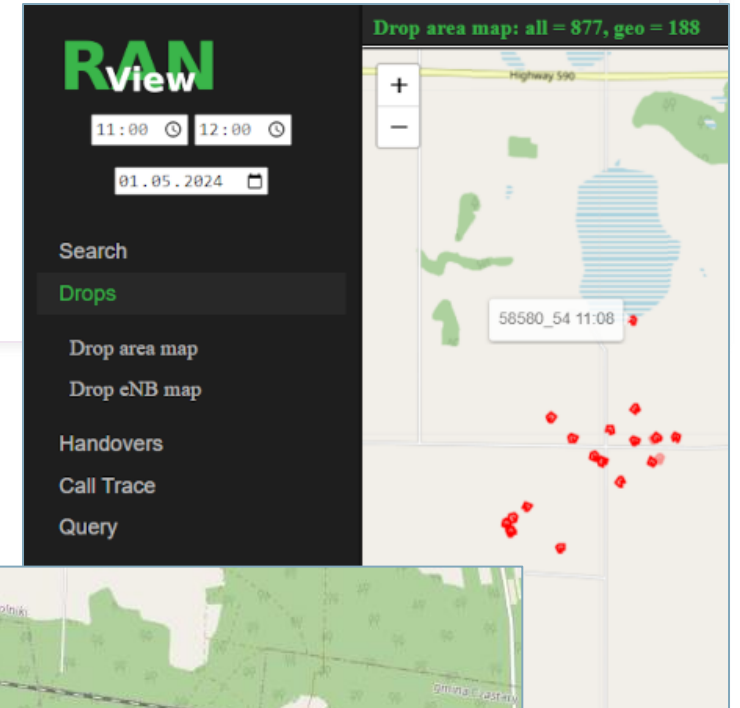 Drop area map: all = 877, geo = 188
RAN
View
11:00 12:00
01.05.2024
Search
Drops
Drop area map
Drop eNB map
Handovers
Call Trace
Query
+
−
Highway 590
58580_54 11:08
gmina Czastary